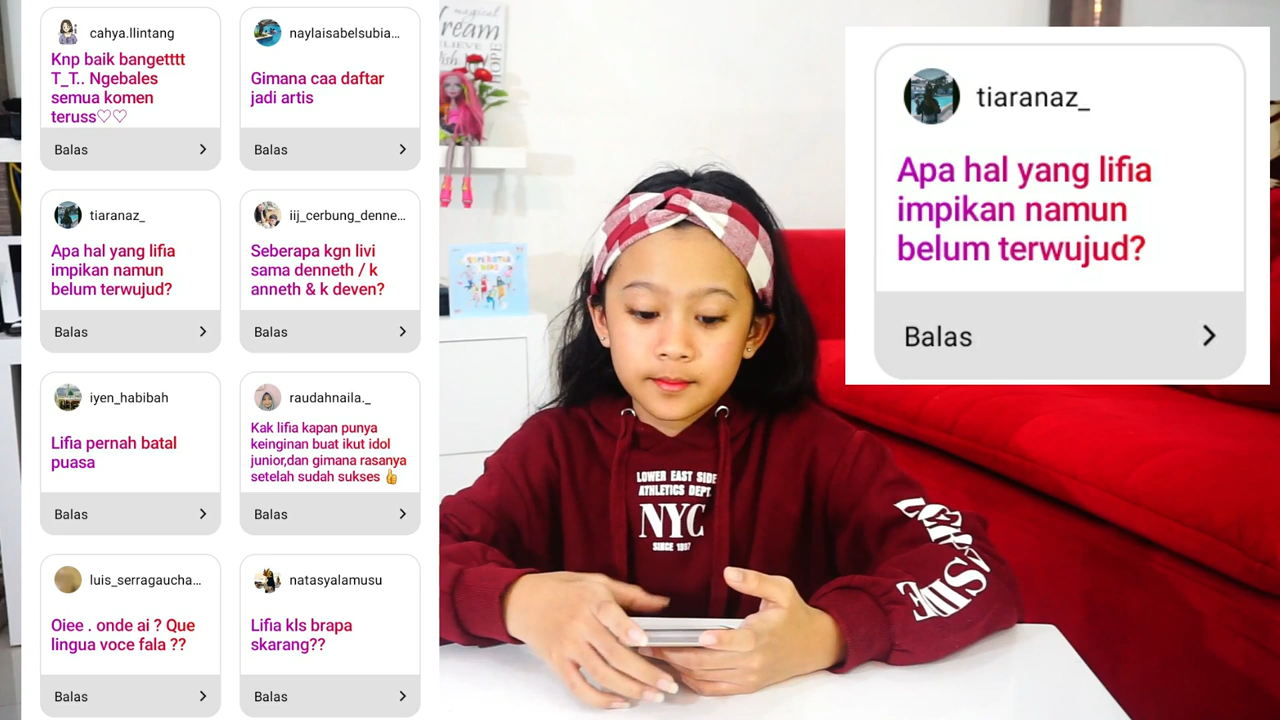 cahya.llintang
Knp baik bangetttt
T_T.. Ngebales
semua komen
teruss♡♡
Balas
naylaisabelsubia...
Gimana caa daftar
jadi artis
Balas
tiaranaz_
Apa hal yang lifia
impikan namun
belum terwujud?
Balas
iij_cerbung_denne...
Seberapa kgn livi
sama denneth / k
anneth & k deven?
Balas
iyen_habibah
Lifia pernah batal
puasa
Balas
raudahnaila._
Kak lifia kapan punya
keinginan buat ikut idol
junior,dan gimana rasanya
setelah sudah sukses 👍
Balas
luis_serragaucha...
Oiee . onde ai ? Que
lingua voce fala ??
Balas
natasyalamusu
Lifia kls brapa
skarang??
Balas
magical
dream
HOPE
LOWER EAST SIDE
ATHLETICS DEPT.
NYC
SINCE 1997
tiaranaz_
Apa hal yang lifia
impikan namun
belum terwujud?
Balas